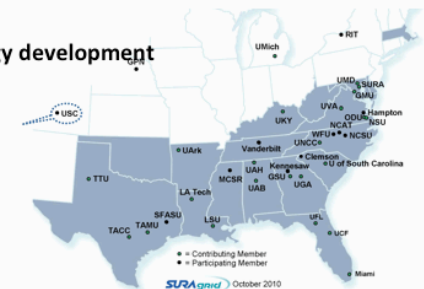 gy development
RIT
UMich
GPN
UMD
SURA
GMU
UVA
USC
Hampton
ODU
NSU
UKY
NCAT
WFU
NCSU
UArk
Vanderbilt
UNCC
Clemson
U of South Carolina
TTU
UAH
Kennesaw
MCSR
GSU
UGA
UAB
LA Tech
SFASU
TACC
TAMU
LSU
UFL
UCF
= Contributing Member
= Participating Member
Miami
SURAgrid October 2010